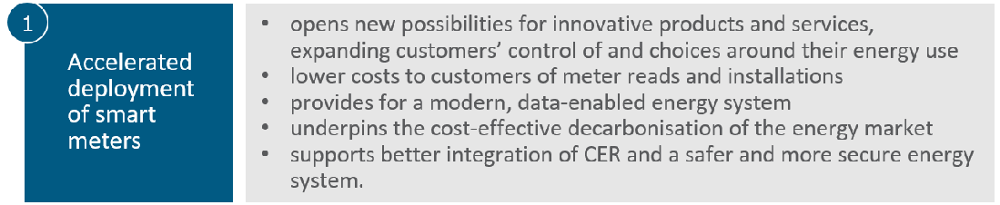 1
Accelerated
deployment
of smart
meters
• opens new possibilities for innovative products and services,
expanding customers' control of and choices around their energy use
• lower costs to customers of meter reads and installations
• provides for a modern, data-enabled energy system
• underpins the cost-effective decarbonisation of the energy market
• supports better integration of CER and a safer and more secure energy
system.